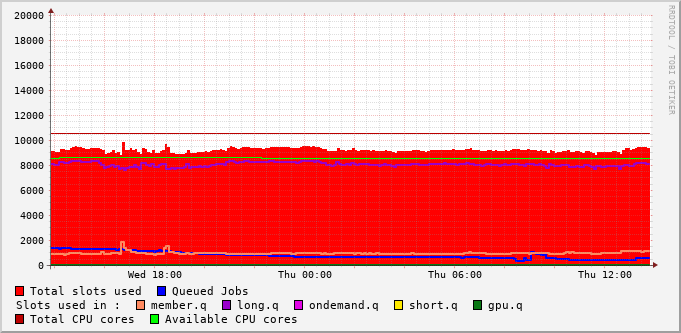 RRDTOOL / TOBI OETIKER
20000
18000
16000
14000
12000
10000
8000
6000
4000
2000
0
Wed 18:00 Thu 00:00 Thu 06:00 Thu 12:00
Total slots used Queued Jobs
Slots used in : member.q long.q ondemand.q short.q gpu.q
Total CPU cores Available CPU cores